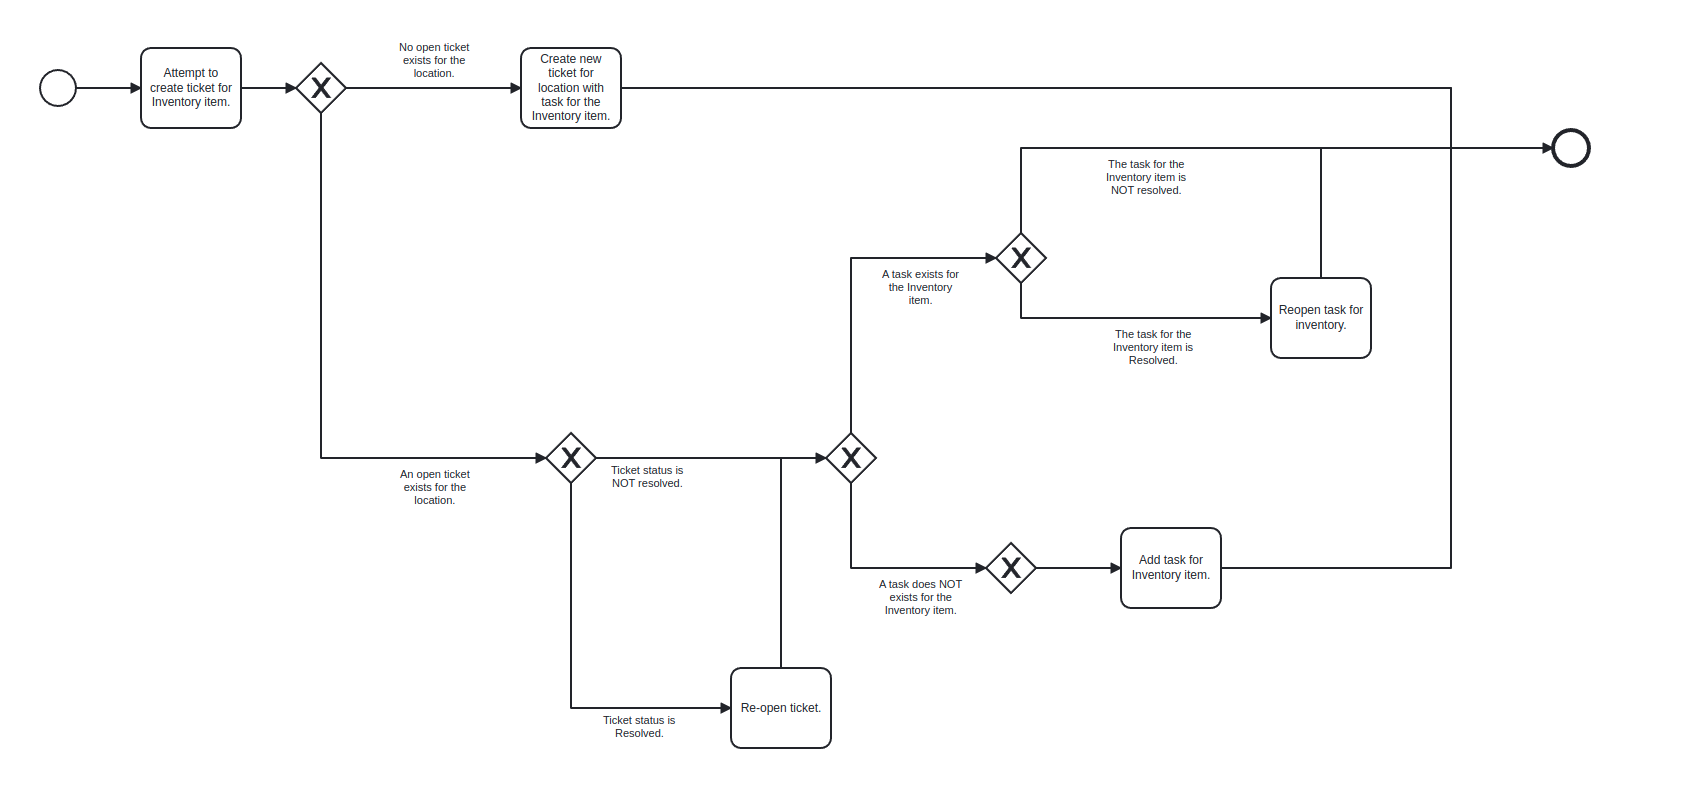 No open ticket
exists for the
location.
Attempt to
create ticket for
Inventory item.
Create new
ticket for
location with
task for the
Inventory item.
The task for the
Inventory item is
NOT resolved.
A task exists for
the Inventory
item.
Reopen task for
inventory.
The task for the
Inventory item is
Resolved.
An open ticket
exists for the
location.
Ticket status is
NOT resolved.
A task does NOT
exists for the
Inventory item.
Add task for
Inventory item.
Re-open ticket.
Ticket status is
Resolved.